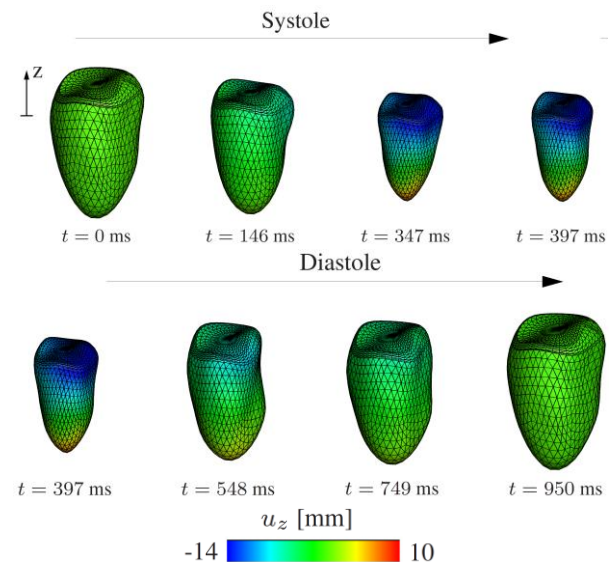 Systole
z
t = 0 ms
t = 146 ms
t = 347 ms
t = 397 ms
Diastole
t = 397 ms
t = 548 ms
t = 749 ms
t = 950 ms
u_z [mm]
-14 10